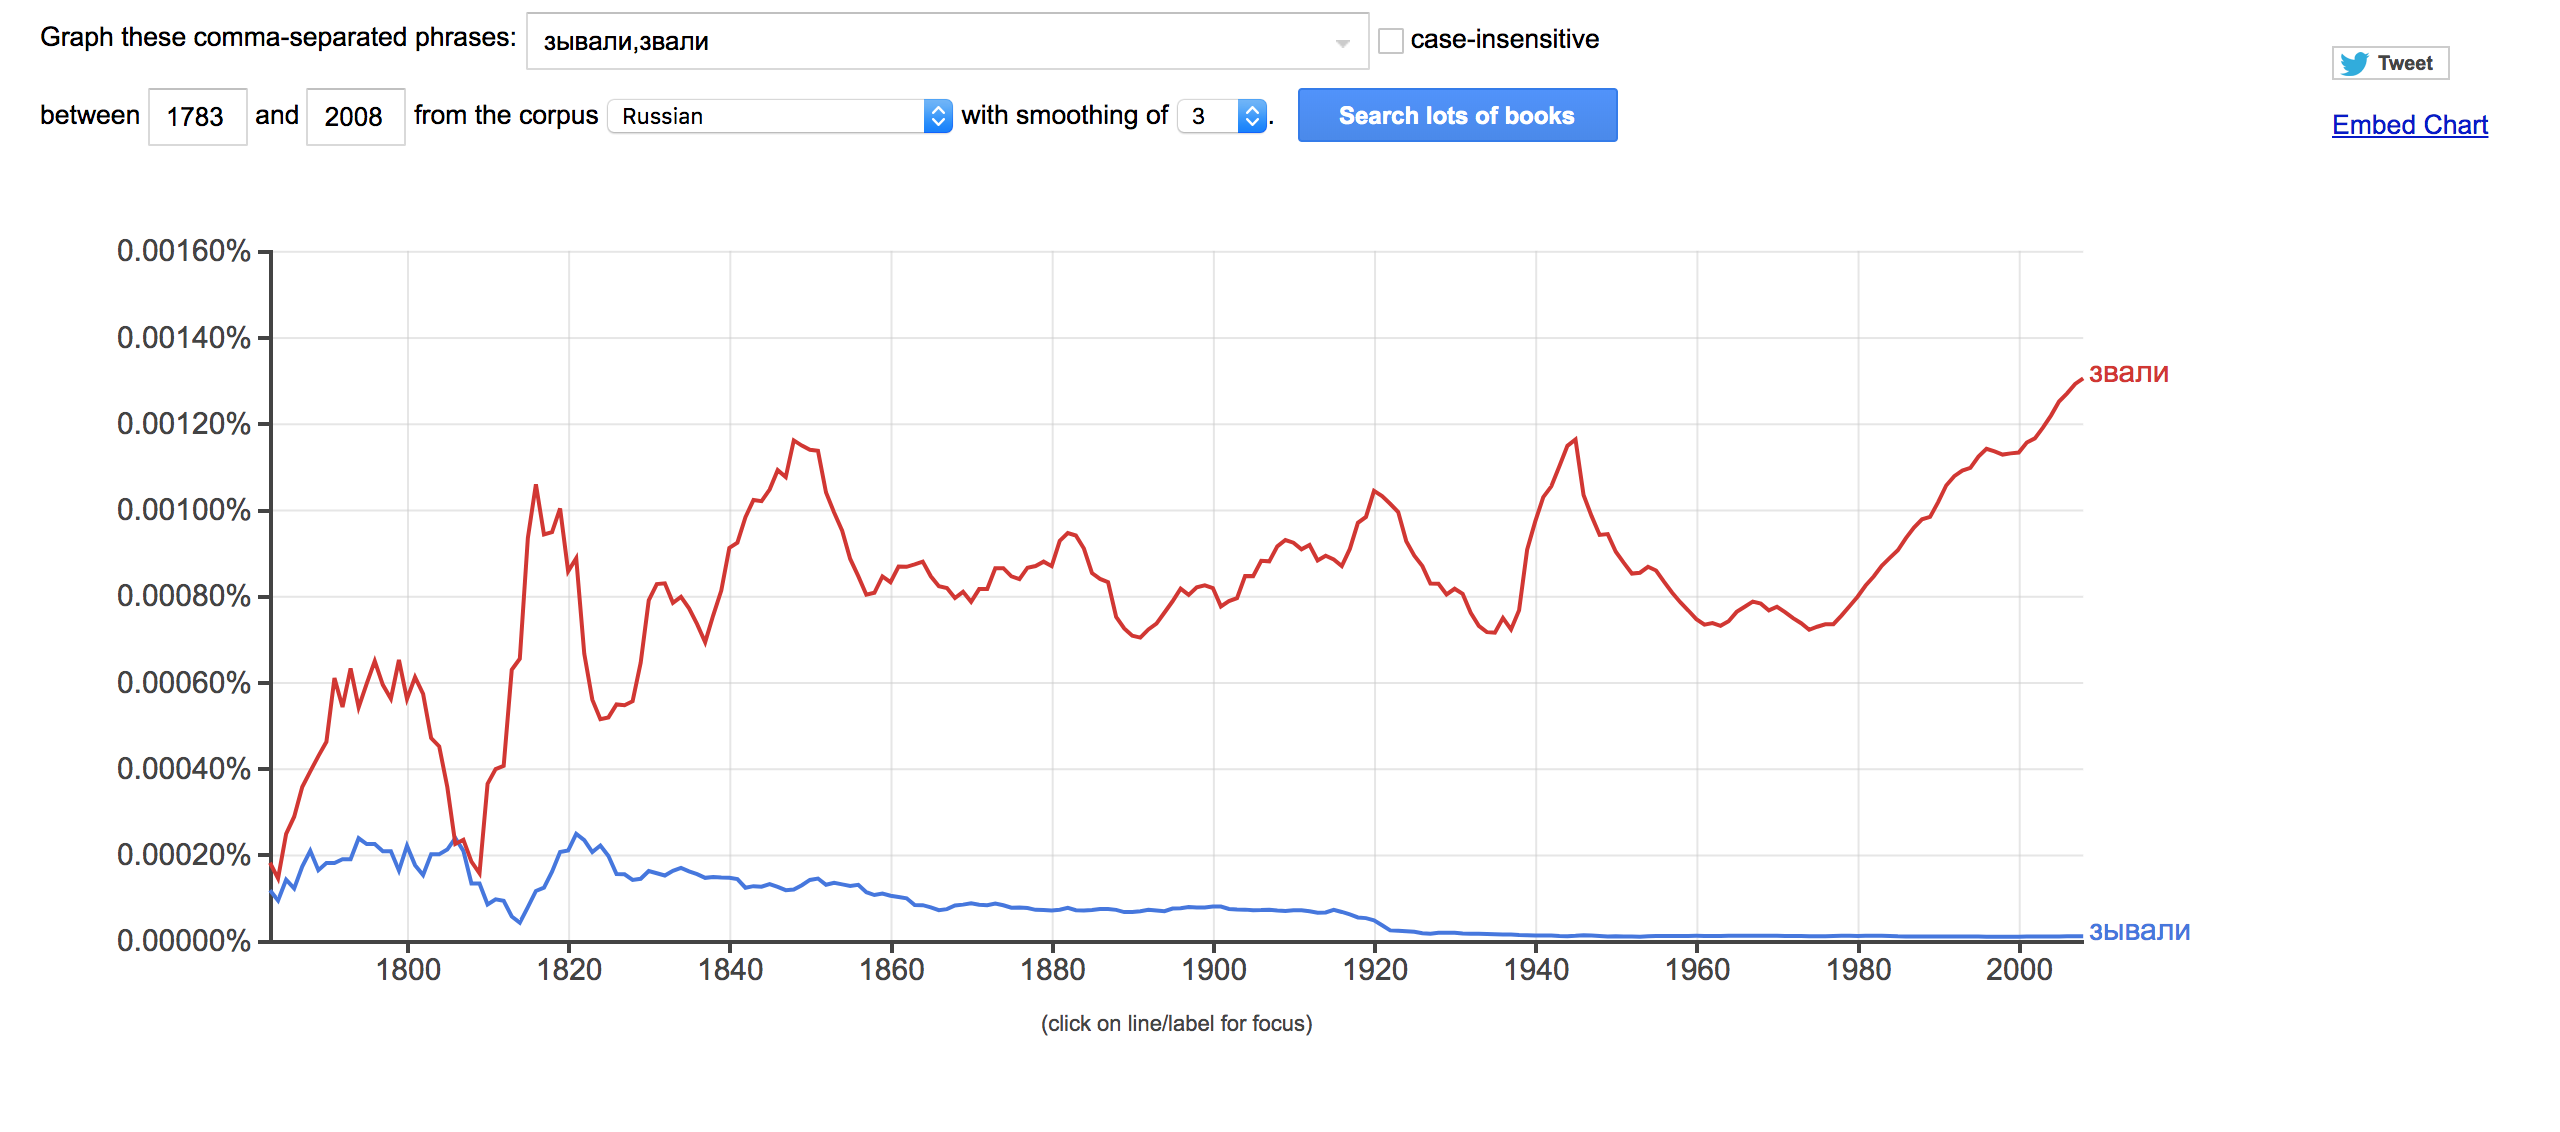 Graph these comma-separated phrases: зывали,звали case-insensitive
Tweet
between 1783 and 2008 from the corpus Russian with smoothing of 3 . Search lots of books
Embed Chart
0.00160%
0.00140%
0.00120%
0.00100%
0.00080%
0.00060%
0.00040%
0.00020%
0.00000%
звали
зывали
1800 1820 1840 1860 1880 1900 1920 1940 1960 1980 2000
(click on line/label for focus)